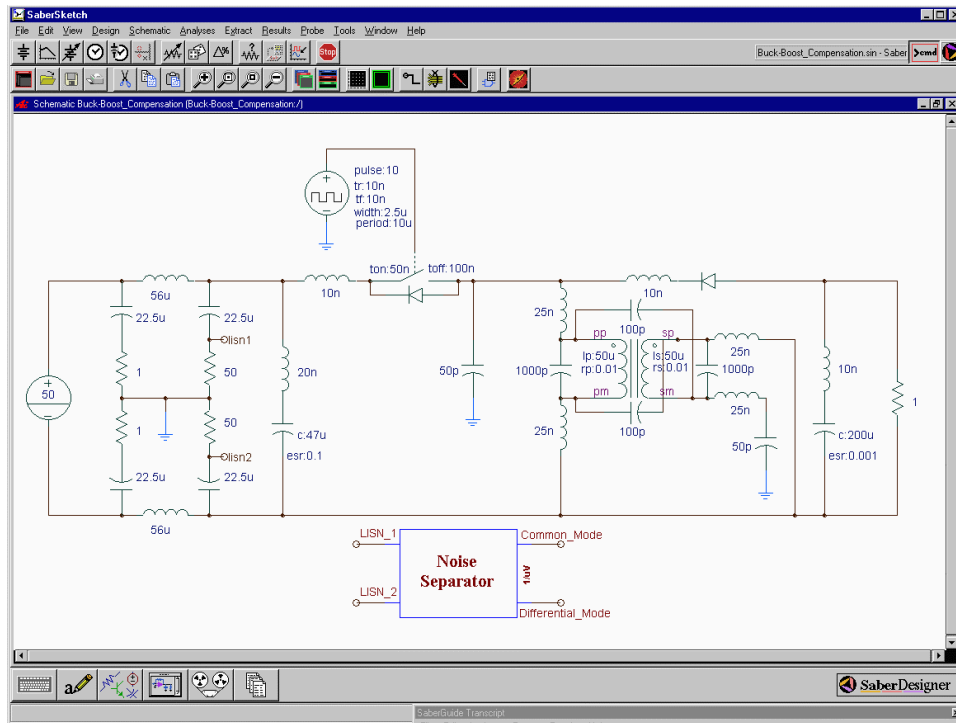 SaberSketch
File Edit View Design Schematic Analyses Extract Results Probe Tools Window Help
Stop
Buck-Boost_Compensation.sin - Saber
>cmd
Schematic Buck-Boost_Compensation (Buck-Boost_Compensation:/)
pulse:10
tr:10n
tf:10n
width:2.5u
period:10u
ton:50n
toff:100n
56u
10n
10n
22.5u
22.5u
25n
100p
lisn1
pp
sp
1
50
20n
50p
1000p
lp:50u
rp:0.01
ls:50u
rs:0.01
25n
1000p
10n
50
pm
sm
1
1
50
25n
100p
25n
c:47u
esr:0.1
50p
c:200u
esr:0.001
lisn2
22.5u
22.5u
56u
LISN_1
Common_Mode
Noise
Separator
1/uA
LISN_2
Differential_Mode
a
SaberDesigner
SaberGuide Transcript